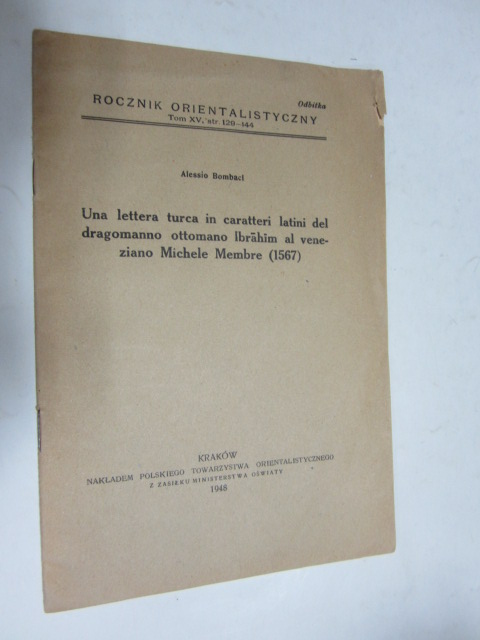 Odbitka
ROCZNIK ORIENTALISTYCZNY
Tom XV. str 129-144
Alessio Bombaci
Una lettera turca in caratteri latini del
dragomanno ottomano Ibrāhīm al vene-
ziano Michele Membre (1567)
KRAKÓW
NAKŁADEM POLSKIEGO TOWARZYSTWA ORIENTALISTYCZNEGO
Z ZASIŁKU MINISTERSTWA OŚWIATY
1948